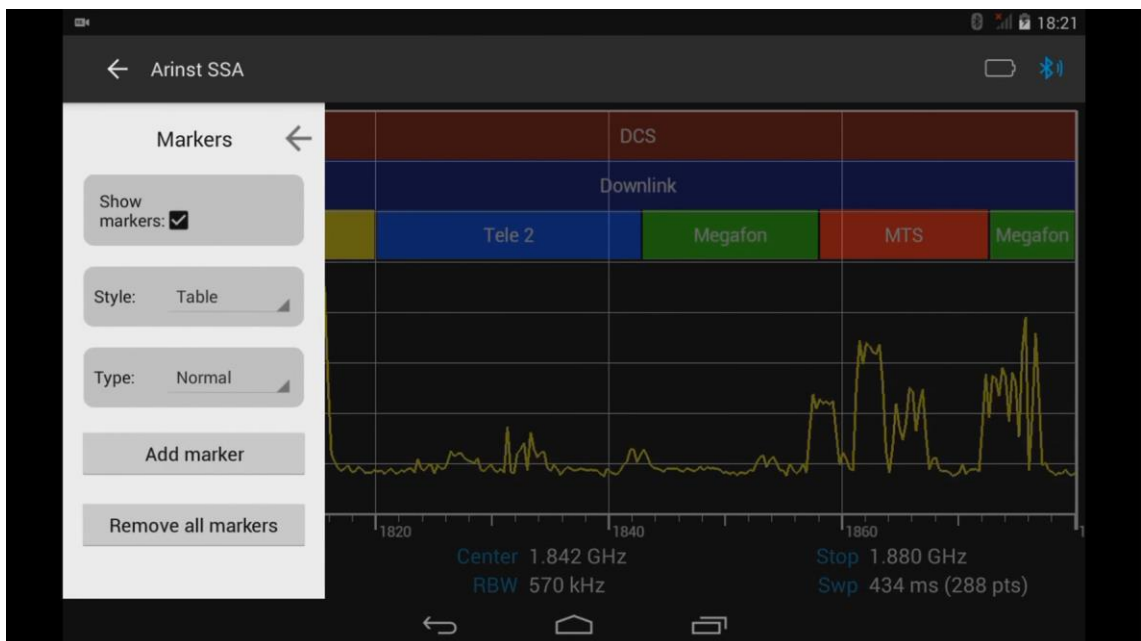 18:21
Arinst SSA
Markers
Show
markers:
Style: Table
Type: Normal
Add marker
Remove all markers
DCS
Downlink
Tele 2 Megafon MTS Megafon
1820 1840 1860
Center 1.842 GHz Stop 1.880 GHz
RBW 570 kHz Swp 434 ms (288 pts)